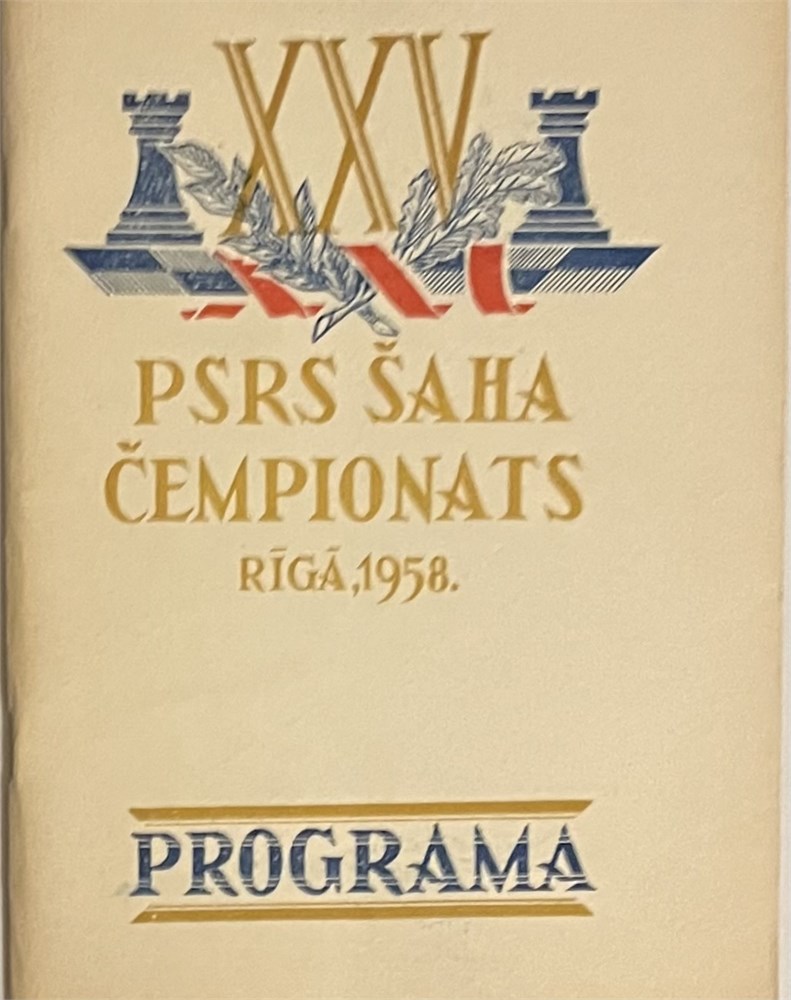 XXV
PSRS ŠAHA
ČEMPIONATS
RĪGĀ, 1958.
PROGRAMA